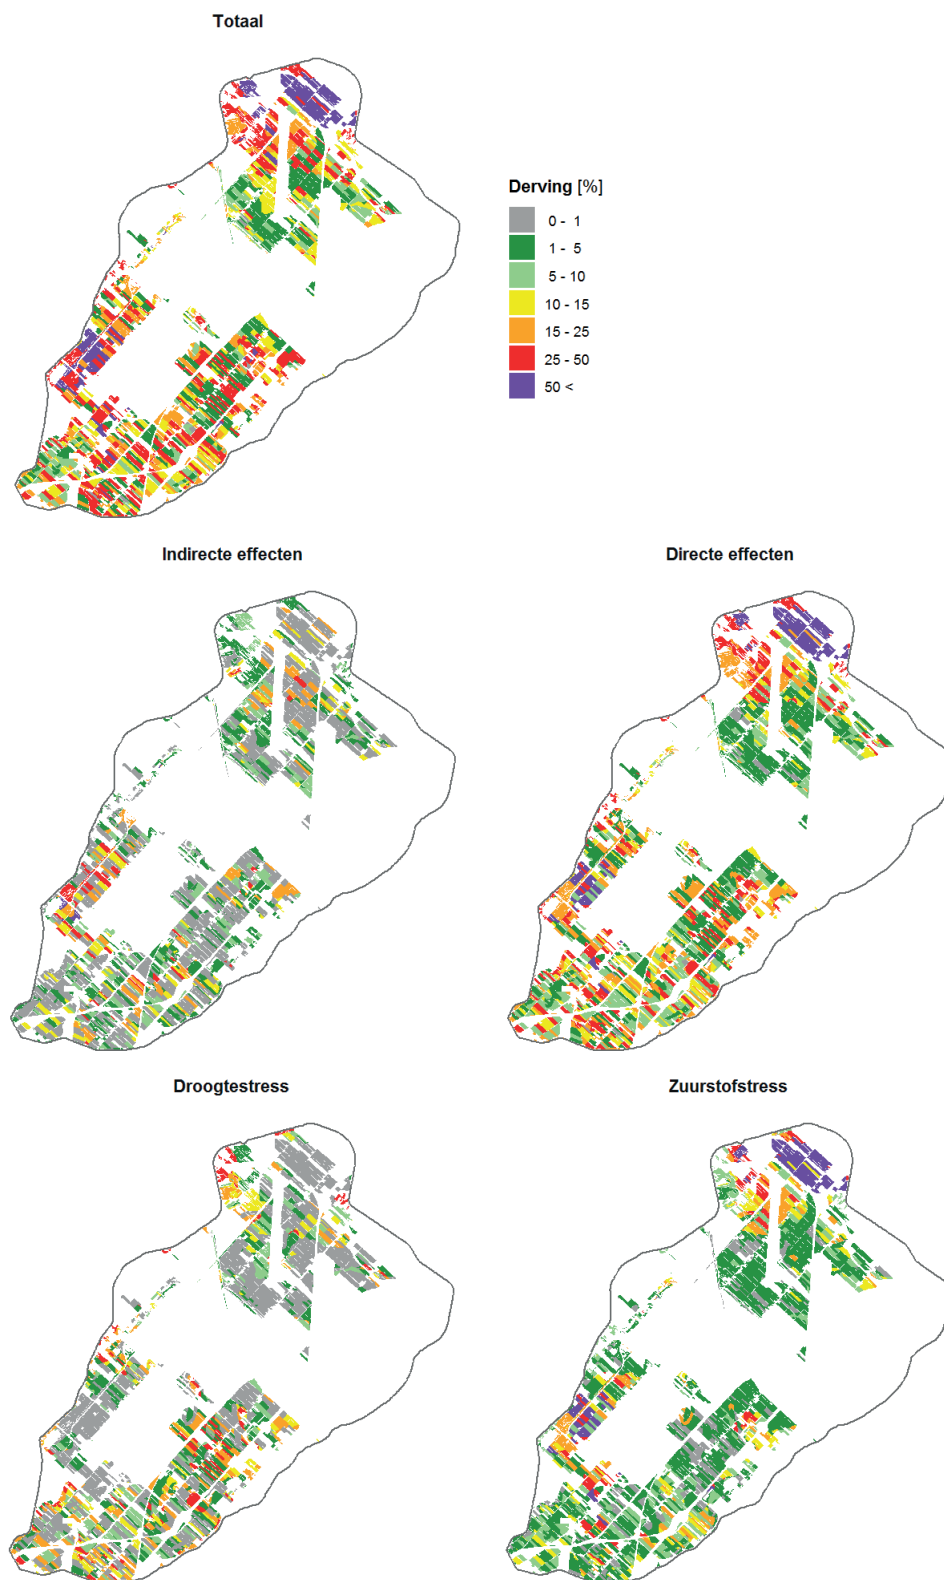 Totaal
Derving [%]
0 - 1
1 - 5
5 - 10
10 - 15
15 - 25
25 - 50
50 <
Indirecte effecten
Directe effecten
Droogtestress
Zuurstofstress